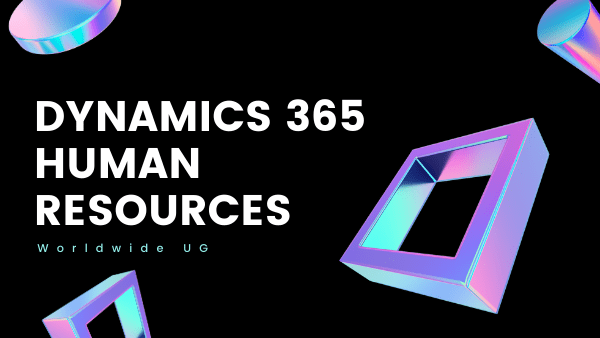 DYNAMICS 365
HUMAN
RESOURCES
Worldwide UG